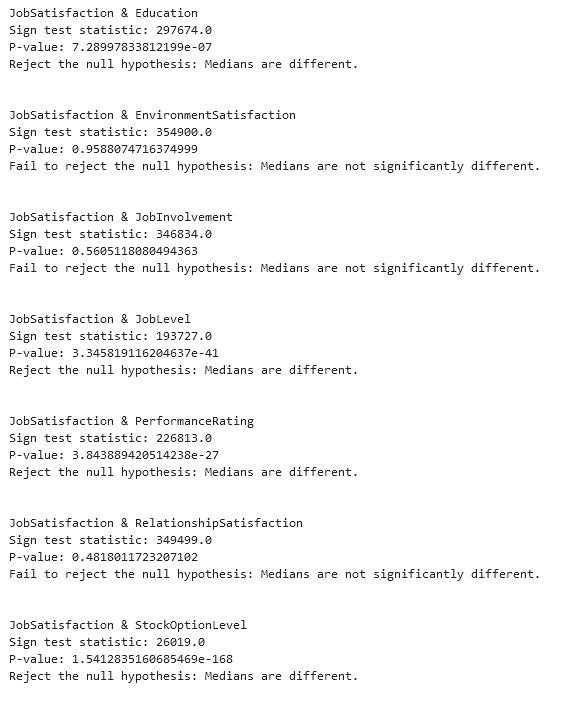 JobSatisfaction & Education
Sign test statistic: 297674.0
P-value: 7.28997833812199e-07
Reject the null hypothesis: Medians are different.
JobSatisfaction & EnvironmentSatisfaction
Sign test statistic: 354900.0
P-value: 0.9588074716374999
Fail to reject the null hypothesis: Medians are not significantly different.
JobSatisfaction & JobInvolvement
Sign test statistic: 346834.0
P-value: 0.5605118080494363
Fail to reject the null hypothesis: Medians are not significantly different.
JobSatisfaction & JobLevel
Sign test statistic: 193727.0
P-value: 3.345819116204637e-41
Reject the null hypothesis: Medians are different.
JobSatisfaction & PerformanceRating
Sign test statistic: 226813.0
P-value: 3.843889420514238e-27
Reject the null hypothesis: Medians are different.
JobSatisfaction & RelationshipSatisfaction
Sign test statistic: 349499.0
P-value: 0.4818011723207102
Fail to reject the null hypothesis: Medians are not significantly different.
JobSatisfaction & StockOptionLevel
Sign test statistic: 26019.0
P-value: 1.5412835160685469e-168
Reject the null hypothesis: Medians are different.